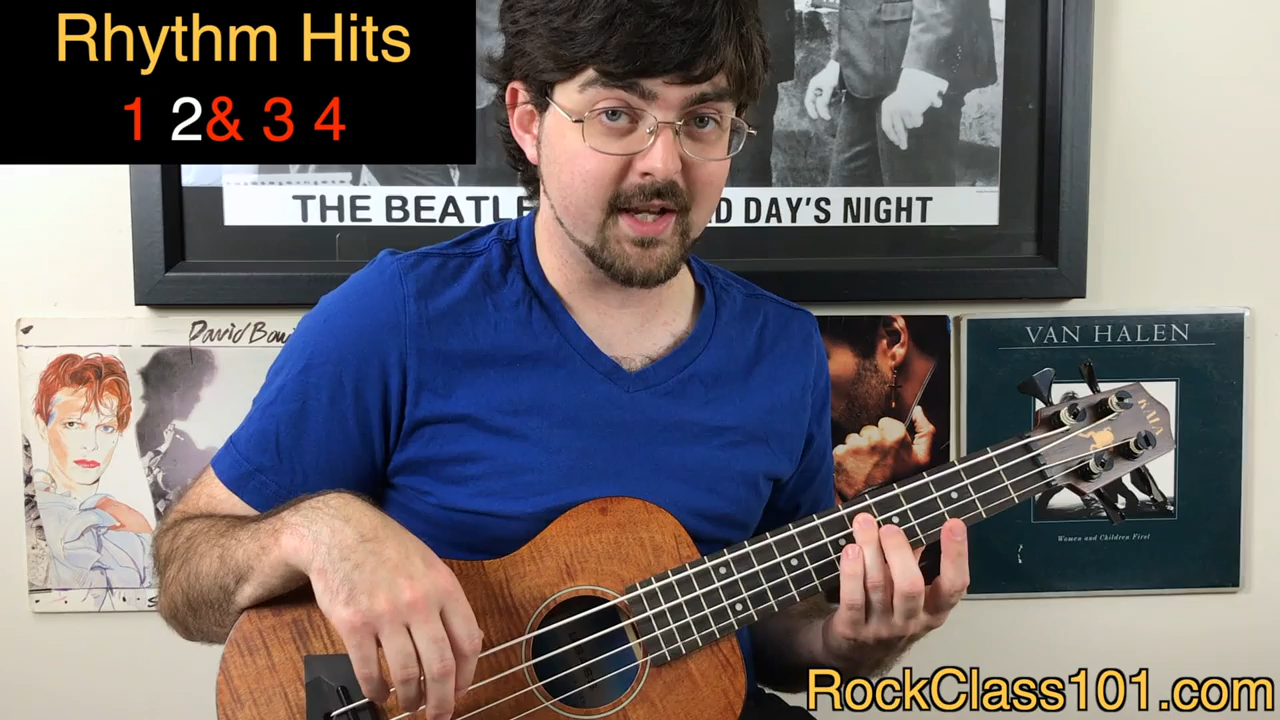 Rhythm Hits
1 2& 3 4
THE BEATLE
D DAY'S NIGHT
David Bow
VAN HALEN
KALA
Women and Children First
RockClass101.com